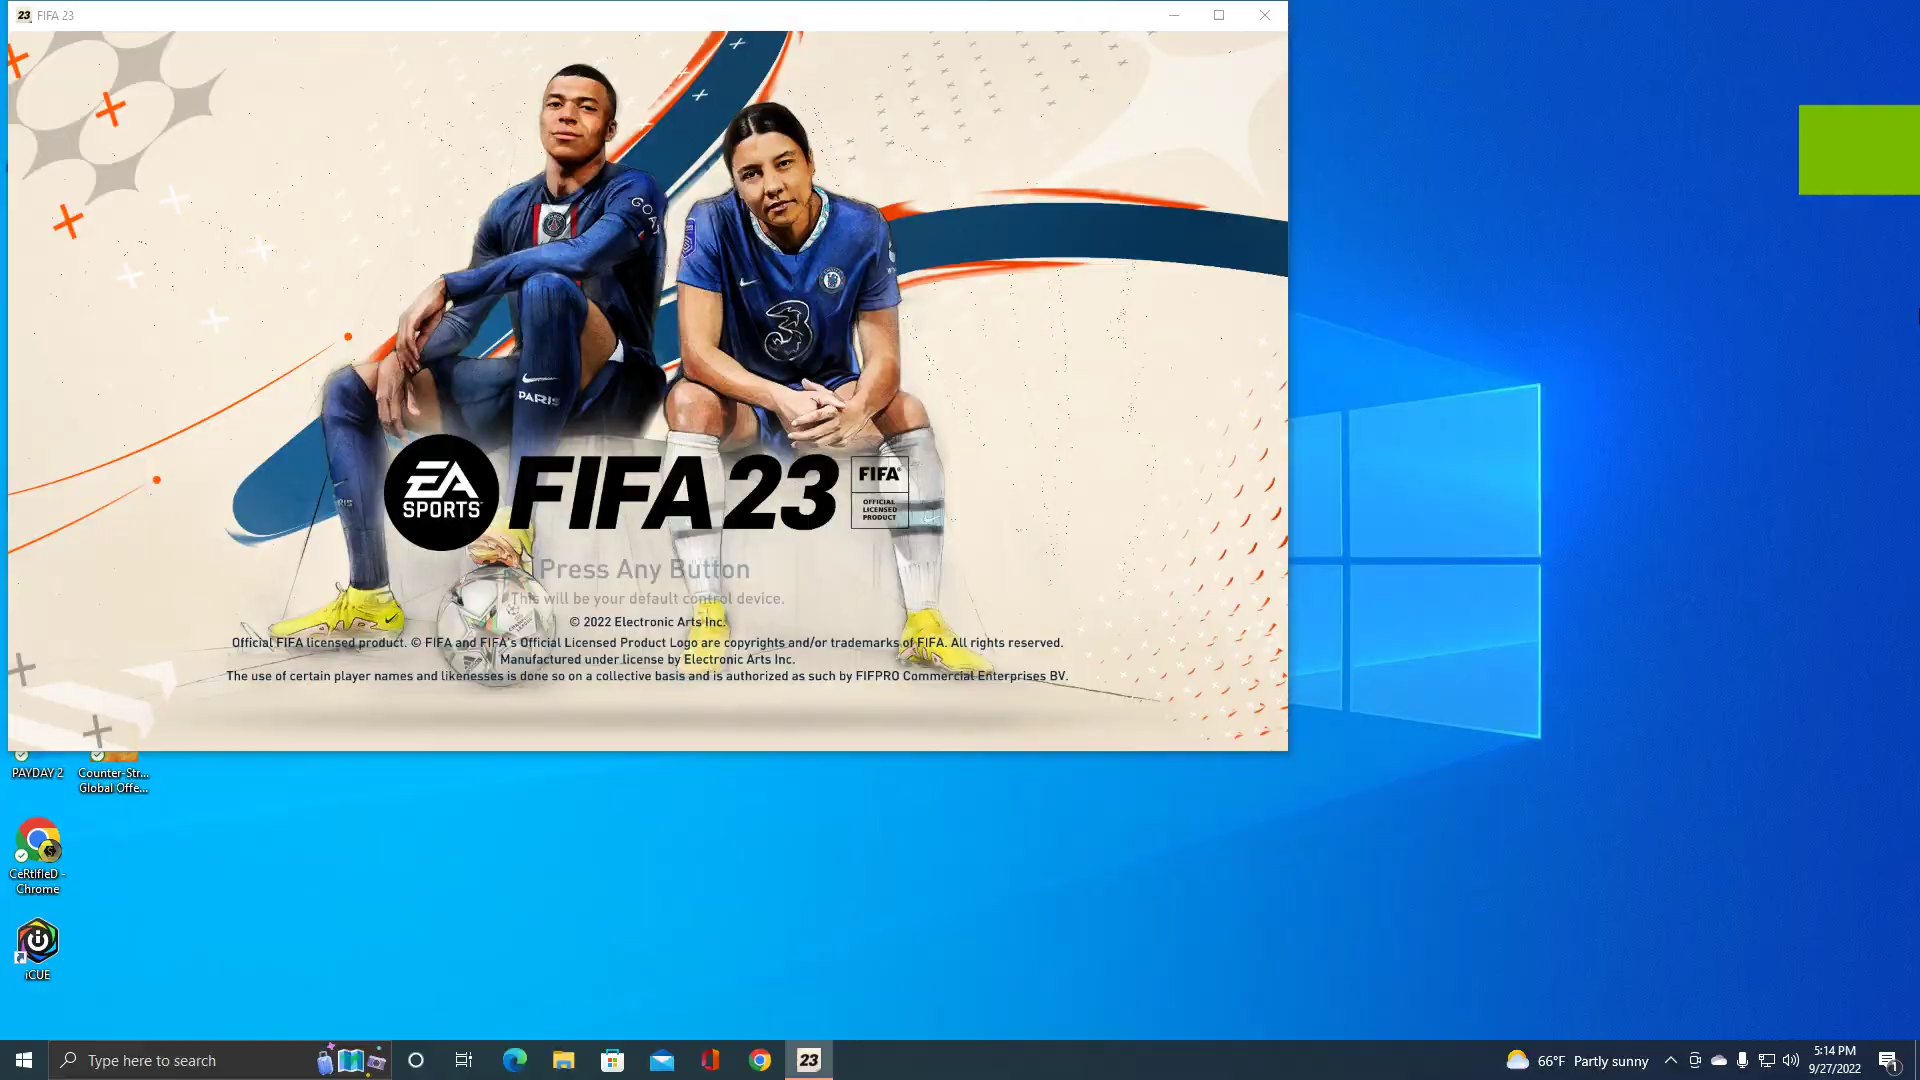 23 FIFA 23
GOAT
3
PARIS
EA SPORTS FIFA 23 FIFA
OFFICIAL
LICENSED
PRODUCT
Press Any Button
This will be your default control device.
© 2022 Electronic Arts Inc.
Official FIFA licensed product. © FIFA and FIFA's Official Licensed Product Logo are copyrights and/or trademarks of FIFA. All rights reserved.
Manufactured under license by Electronic Arts Inc.
The use of certain player names and likenesses is done so on a collective basis and is authorized as such by FIFPRO Commercial Enterprises BV.
PAYDAY 2
Counter-Str...
Global Offe...
CeRtIfIeD -
Chrome
iCUE
Type here to search
23
66°F Partly sunny
5:14 PM
9/27/2022
1